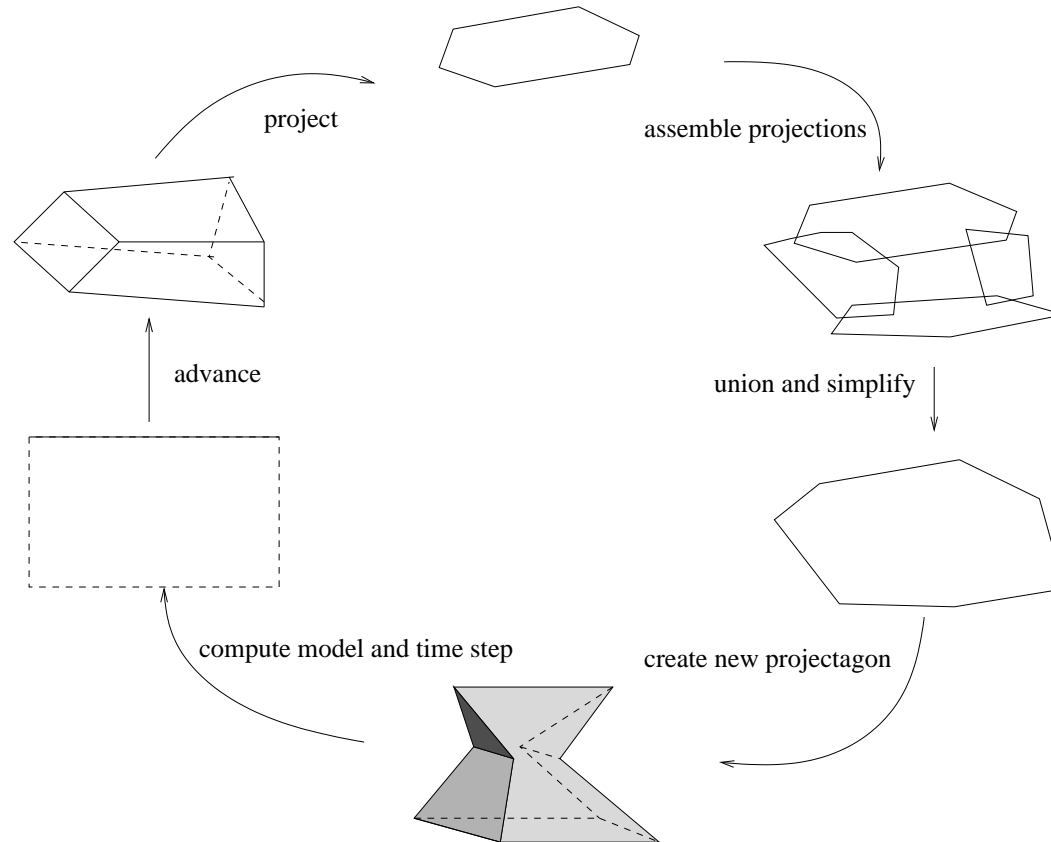 project
assemble projections
advance
union and simplify
compute model and time step
create new projectagon